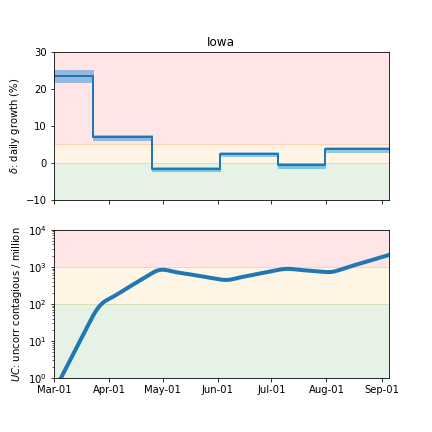 Iowa
δ: daily growth (%)
30
20
10
0
−10
UC: uncorr contagious / million
10⁴
10³
10²
10¹
10⁰
Mar-01 Apr-01 May-01 Jun-01 Jul-01 Aug-01 Sep-01